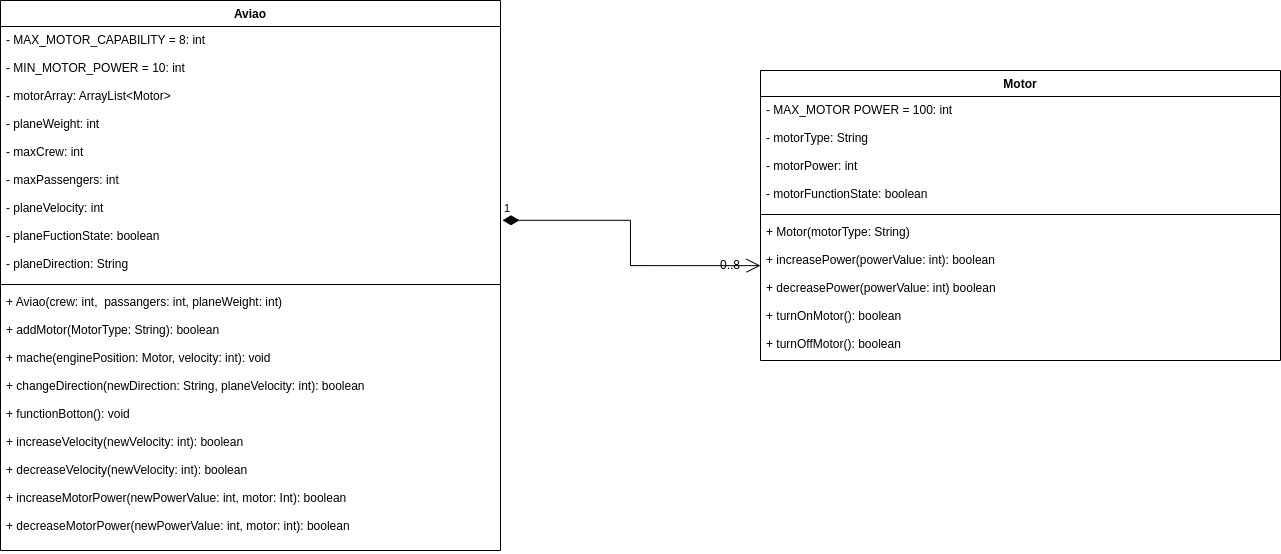 Aviao
- MAX_MOTOR_CAPABILITY = 8: int
- MIN_MOTOR_POWER = 10: int
- motorArray: ArrayList<Motor>
- planeWeight: int
- maxCrew: int
- maxPassengers: int
- planeVelocity: int
- planeFuctionState: boolean
- planeDirection: String
+ Aviao(crew: int,  passangers: int, planeWeight: int)
+ addMotor(MotorType: String): boolean
+ mache(enginePosition: Motor, velocity: int): void
+ changeDirection(newDirection: String, planeVelocity: int): boolean
+ functionBotton(): void
+ increaseVelocity(newVelocity: int): boolean
+ decreaseVelocity(newVelocity: int): boolean
+ increaseMotorPower(newPowerValue: int, motor: Int): boolean
+ decreaseMotorPower(newPowerValue: int, motor: int): boolean
1
0..8
Motor
- MAX_MOTOR POWER = 100: int
- motorType: String
- motorPower: int
- motorFunctionState: boolean
+ Motor(motorType: String)
+ increasePower(powerValue: int): boolean
+ decreasePower(powerValue: int) boolean
+ turnOnMotor(): boolean
+ turnOffMotor(): boolean